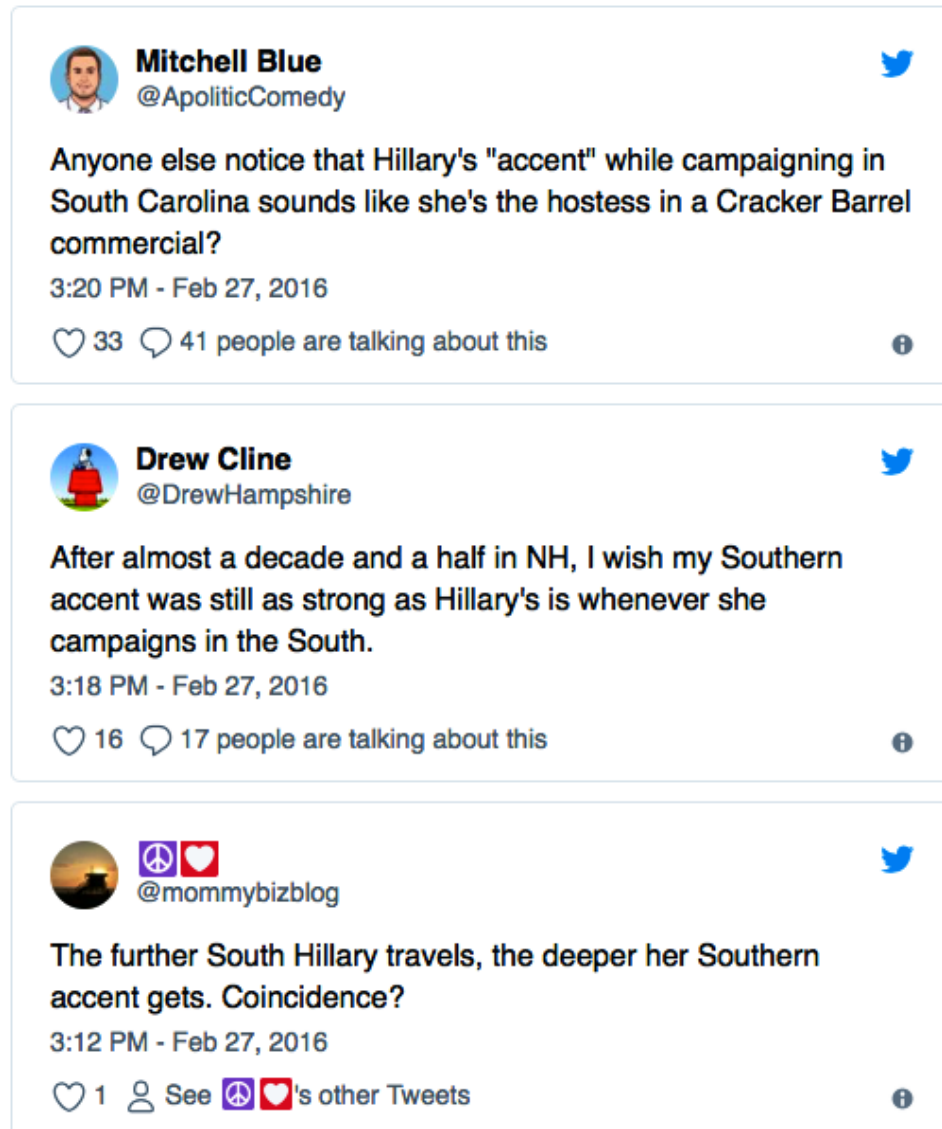 Mitchell Blue
@ApoliticComedy
Anyone else notice that Hillary's "accent" while campaigning in
South Carolina sounds like she's the hostess in a Cracker Barrel
commercial?
3:20 PM - Feb 27, 2016
33 41 people are talking about this
Drew Cline
@DrewHampshire
After almost a decade and a half in NH, I wish my Southern
accent was still as strong as Hillary's is whenever she
campaigns in the South.
3:18 PM - Feb 27, 2016
16 17 people are talking about this
☮️💟
@mommybizblog
The further South Hillary travels, the deeper her Southern
accent gets. Coincidence?
3:12 PM - Feb 27, 2016
1 See ☮️💟's other Tweets